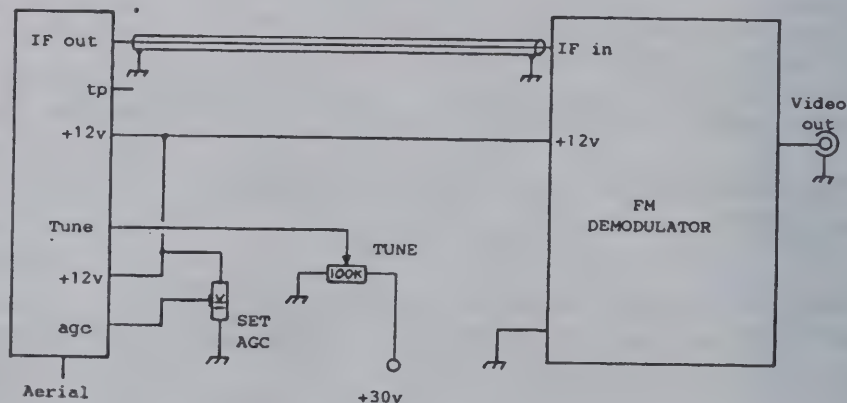 IF out
IF in
tp
Video
out
+12v
+12v
FM
DEMODULATOR
Tune
TUNE
100K
+12v
1K
agc
SET
AGC
Aerial
+30v